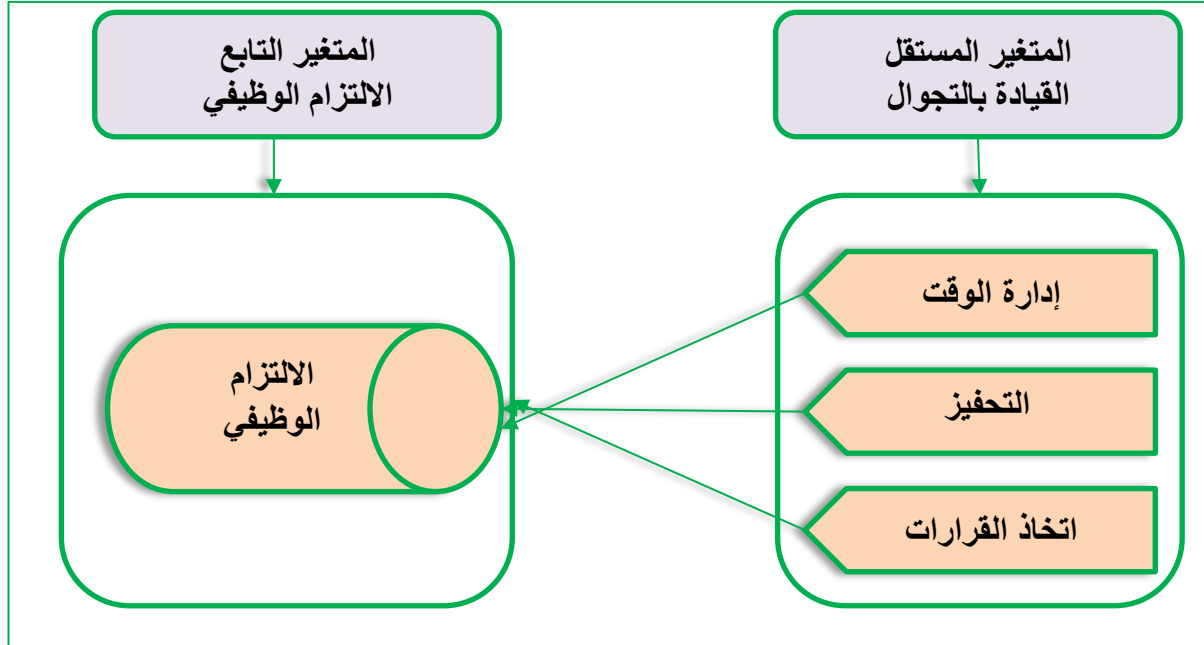 المتغير المستقل
القيادة بالتجوال
المتغير التابع
الالتزام الوظيفي
إدارة الوقت
التحفيز
اتخاذ القرارات
الالتزام
الوظيفي